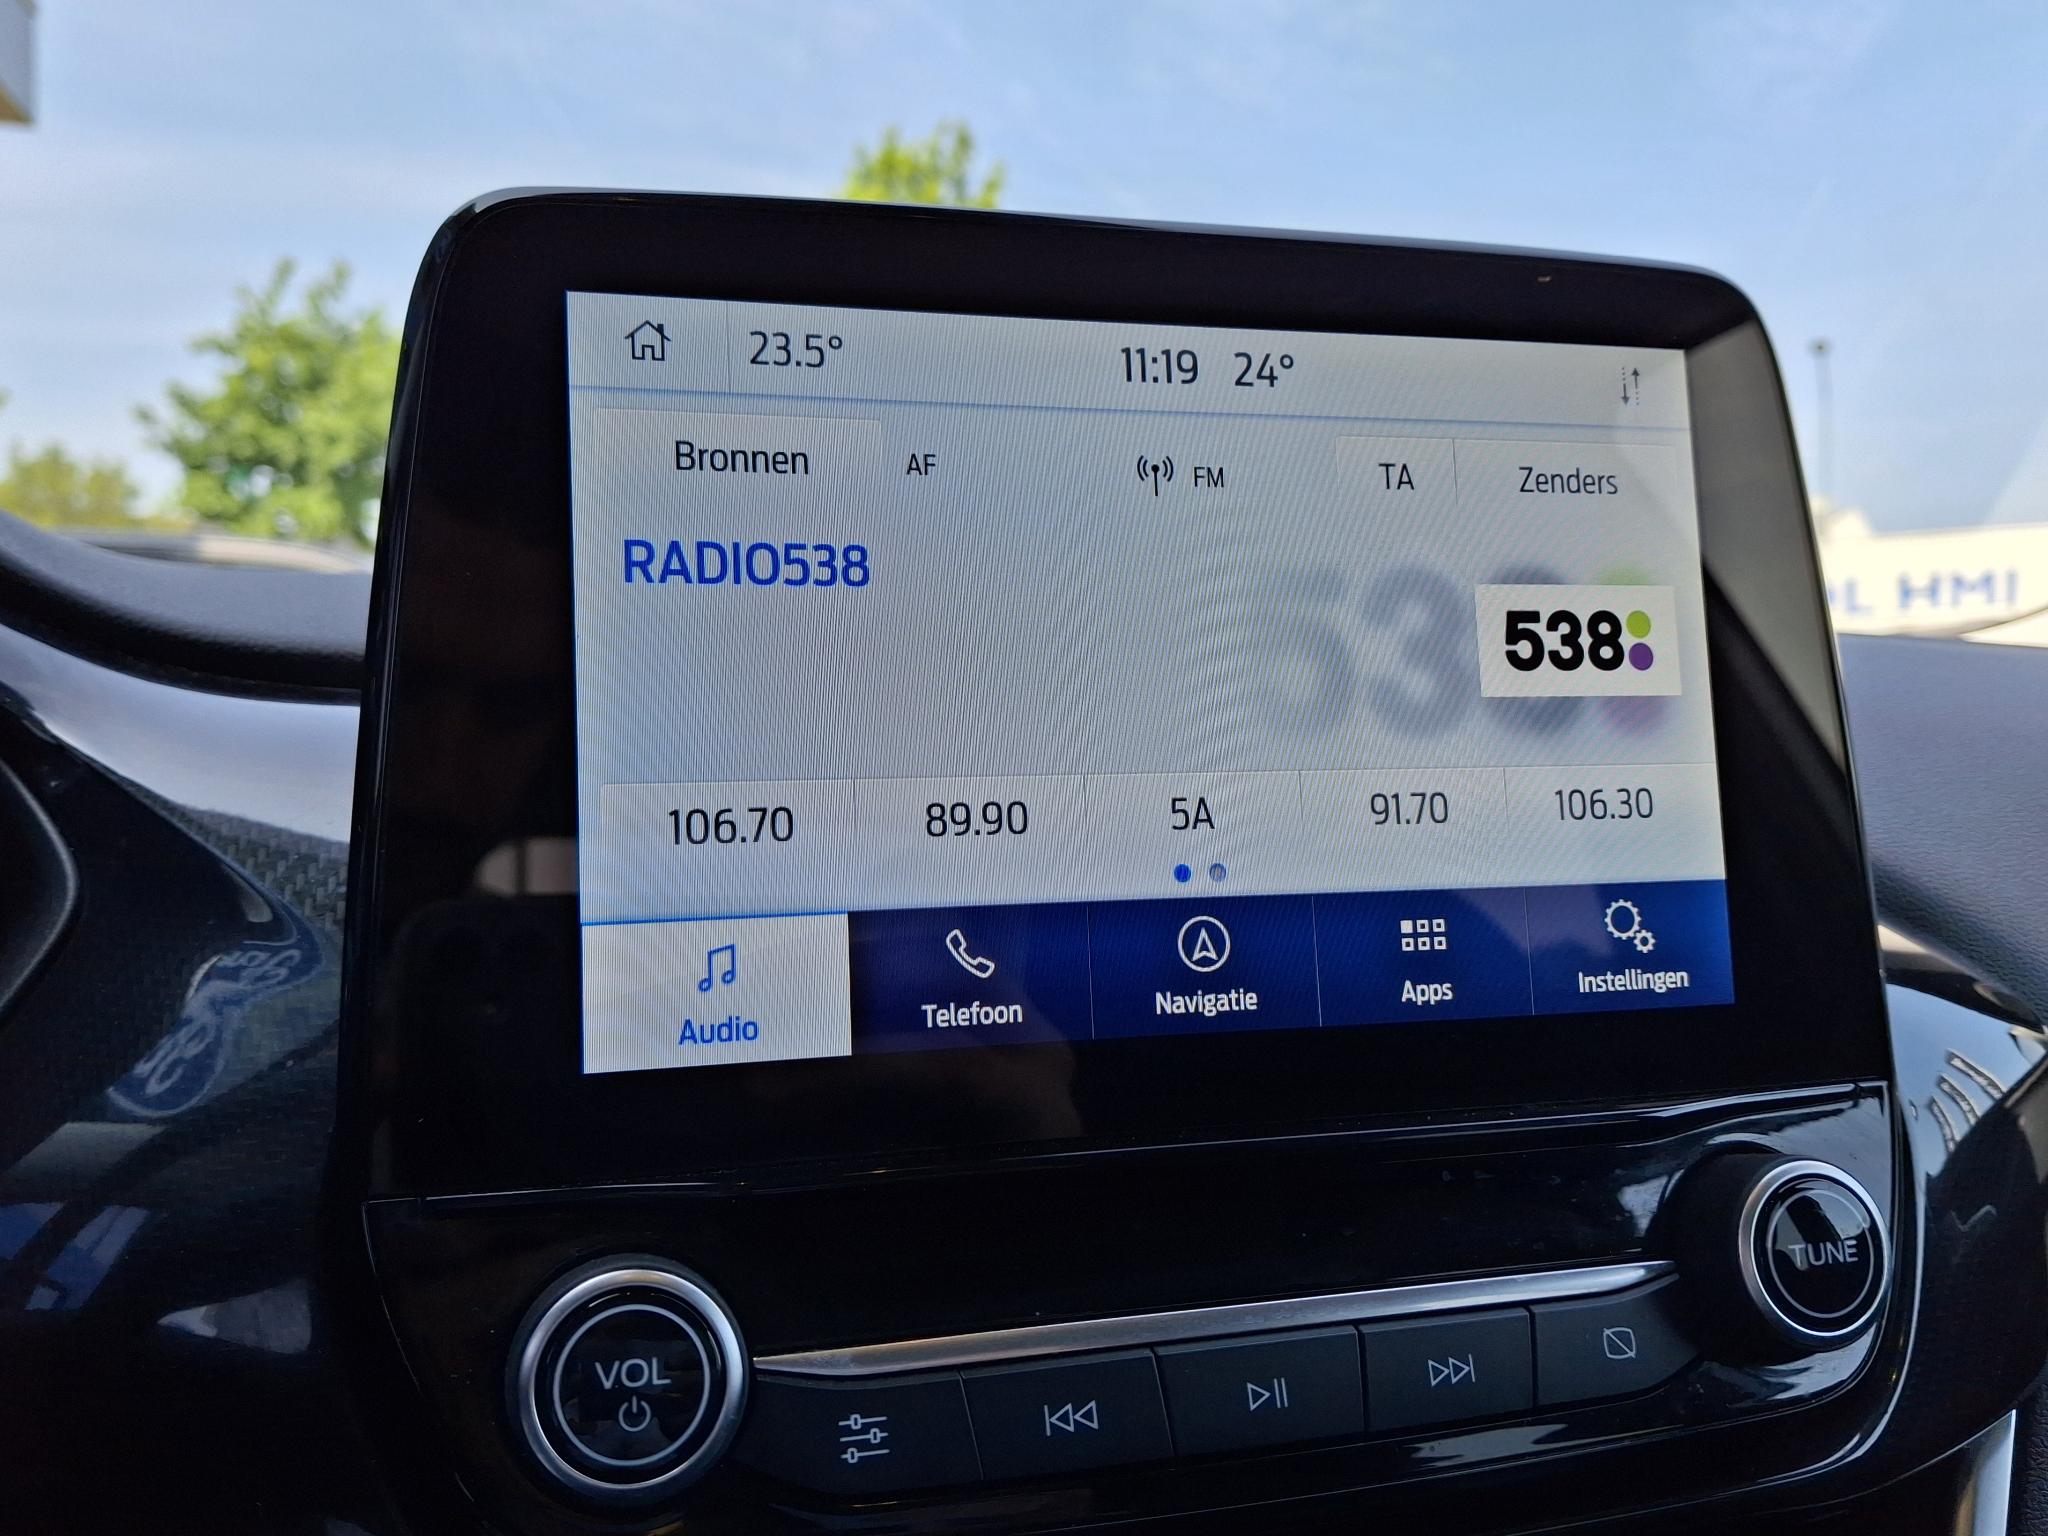 23.5° 11:19 24°
Bronnen AF FM TA Zenders
RADIO538
538
106.70 89.90 5A 91.70 106.30
Audio Telefoon Navigatie Apps Instellingen
HMI
TUNE
VOL